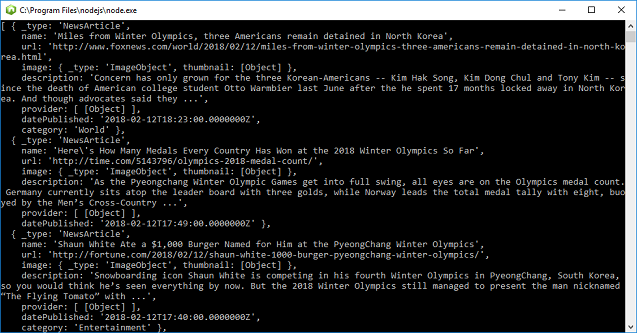 C:\Program Files\nodejs\node.exe
[ { _type: 'NewsArticle',
name: 'Miles from Winter Olympics, three Americans remain detained in North Korea',
url: 'http://www.foxnews.com/world/2018/02/12/miles-from-winter-olympics-three-americans-remain-detained-in-north-ko
rea.html',
image: { _type: 'ImageObject', thumbnail: [Object] },
description: 'Concern has only grown for the three Korean-Americans -- Kim Hak Song, Kim Dong Chul and Tony Kim -- s
ince the death of American college student Otto Warmbier last June after the he spent 17 months locked away in North Kor
ea. And though advocates said they ...',
provider: [ [Object] ],
datePublished: '2018-02-12T18:23:00.0000000Z',
category: 'World' },
{ _type: 'NewsArticle',
name: 'Here\'s How Many Medals Every Country Has Won at the 2018 Winter Olympics So Far',
url: 'http://time.com/5143796/olympics-2018-medal-count/',
image: { _type: 'ImageObject', thumbnail: [Object] },
description: 'As the Pyeongchang Winter Olympic Games get into full swing, all eyes are on the Olympics medal count.
Germany currently sits atop the leader board with three golds, while Norway leads the total medal tally with eight, buo
yed by the Men’s Cross-Country ...',
provider: [ [Object] ],
datePublished: '2018-02-12T17:49:00.0000000Z' },
{ _type: 'NewsArticle',
name: 'Shaun White Ate a $1,000 Burger Named for Him at the PyeongChang Winter Olympics',
url: 'http://fortune.com/2018/02/12/shaun-white-1000-burger-pyeongchang-winter-olympics/',
image: { _type: 'ImageObject', thumbnail: [Object] },
description: 'Snowboarding icon Shaun White is competing in his fourth Winter Olympics in PyeongChang, South Korea,
so you would think he’s seen everything by now. But the 2018 Winter Olympics still managed to present the man nicknamed
“The Flying Tomato” with ...',
provider: [ [Object] ],
datePublished: '2018-02-12T17:40:00.0000000Z',
category: 'Entertainment' },